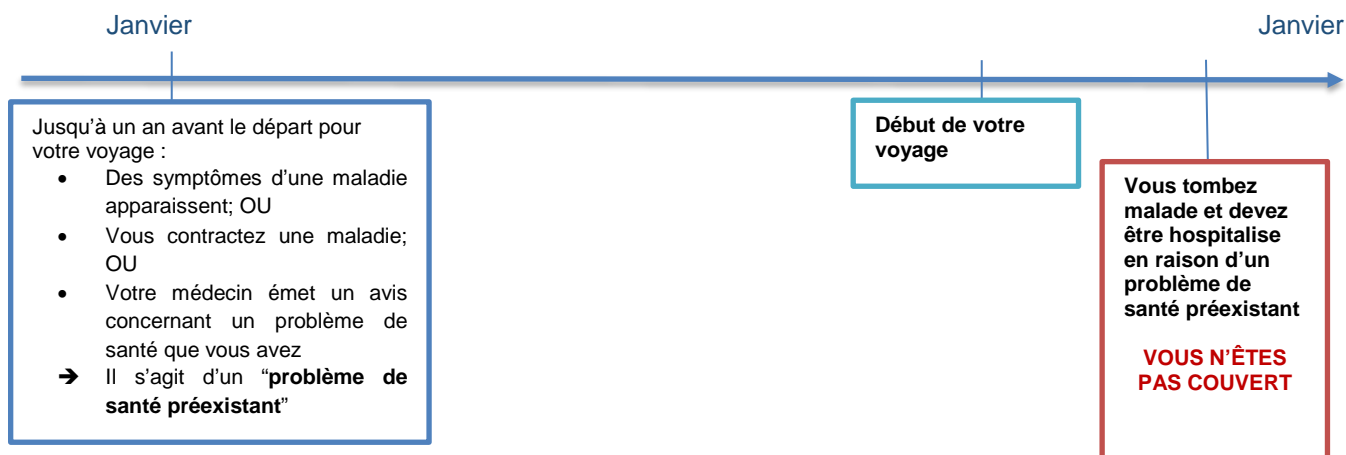 Janvier
Janvier
Jusqu'à un an avant le départ pour
votre voyage :
• Des symptômes d'une maladie
apparaissent; OU
• Vous contractez une maladie;
OU
• Votre médecin émet un avis
concernant un problème de
santé que vous avez
➔ Il s'agit d'un “problème de
santé préexistant”
Début de votre
voyage
Vous tombez
malade et devez
être hospitalise
en raison d'un
problème de
santé préexistant
VOUS N'ÊTES
PAS COUVERT